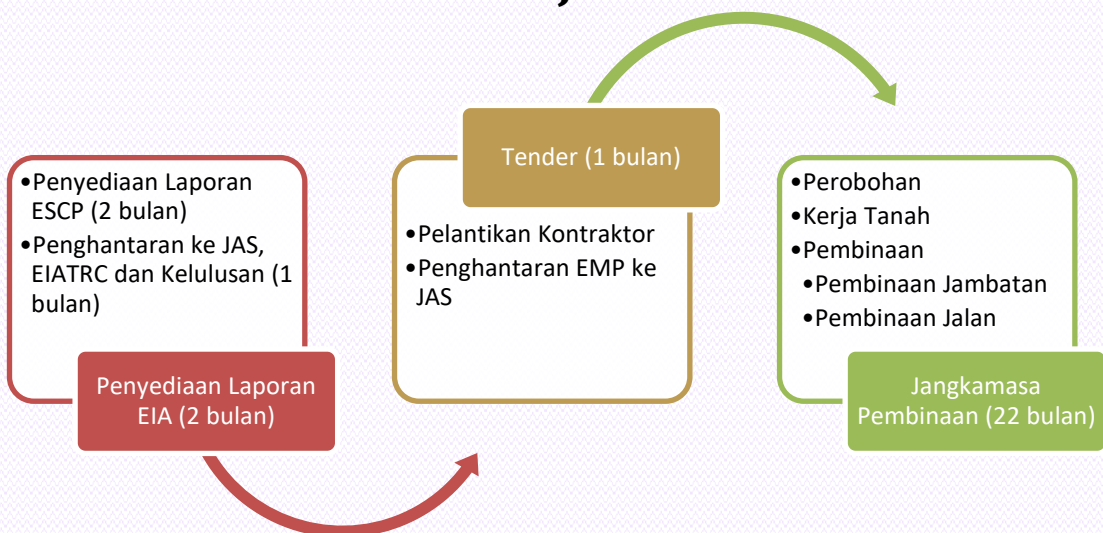 •Penyediaan Laporan
ESCP (2 bulan)
•Penghantaran ke JAS,
EIATRC dan Kelulusan (1
bulan)
Penyediaan Laporan
EIA (2 bulan)
Tender (1 bulan)
•Pelantikan Kontraktor
•Penghantaran EMP ke
JAS
•Perobohan
•Kerja Tanah
•Pembinaan
•Pembinaan Jambatan
•Pembinaan Jalan
Jangkamasa
Pembinaan (22 bulan)